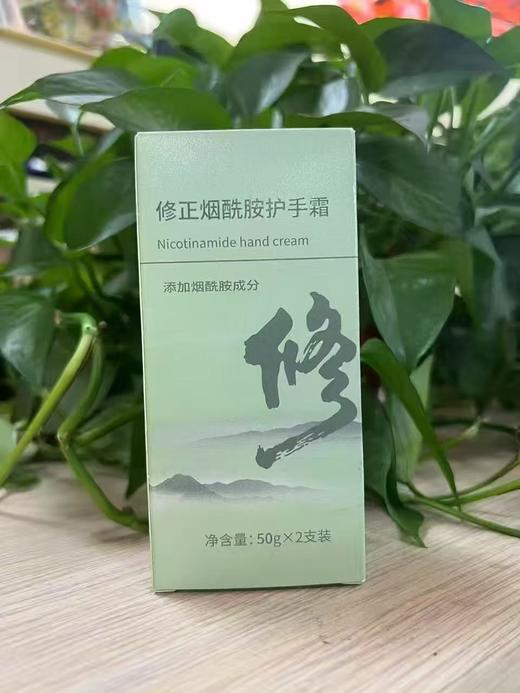 修正烟酰胺护手霜
Nicotinamide hand cream
添加烟酰胺成分
修
净含量：50g×2支装